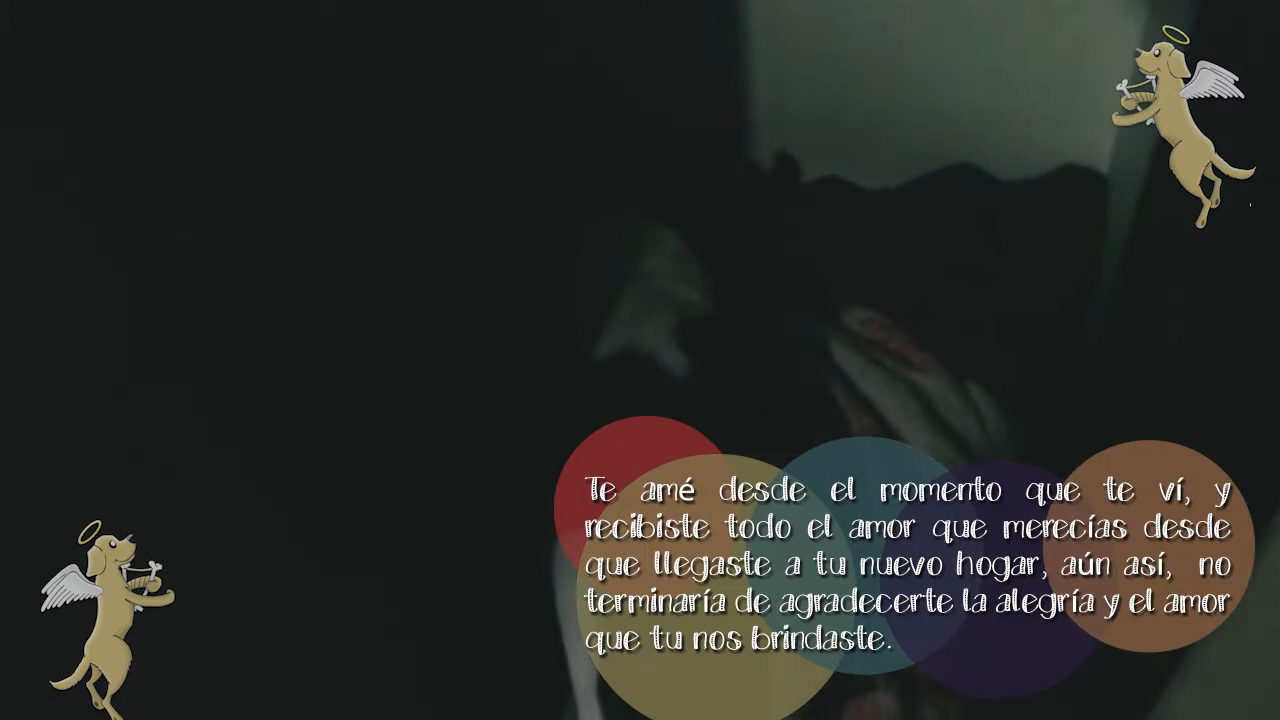 Te amé desde el momento que te ví, y
recibiste todo el amor que merecías desde
que llegaste a tu nuevo hogar, aún así, no
terminaría de agradecerte la alegría y el amor
que tu nos brindaste.